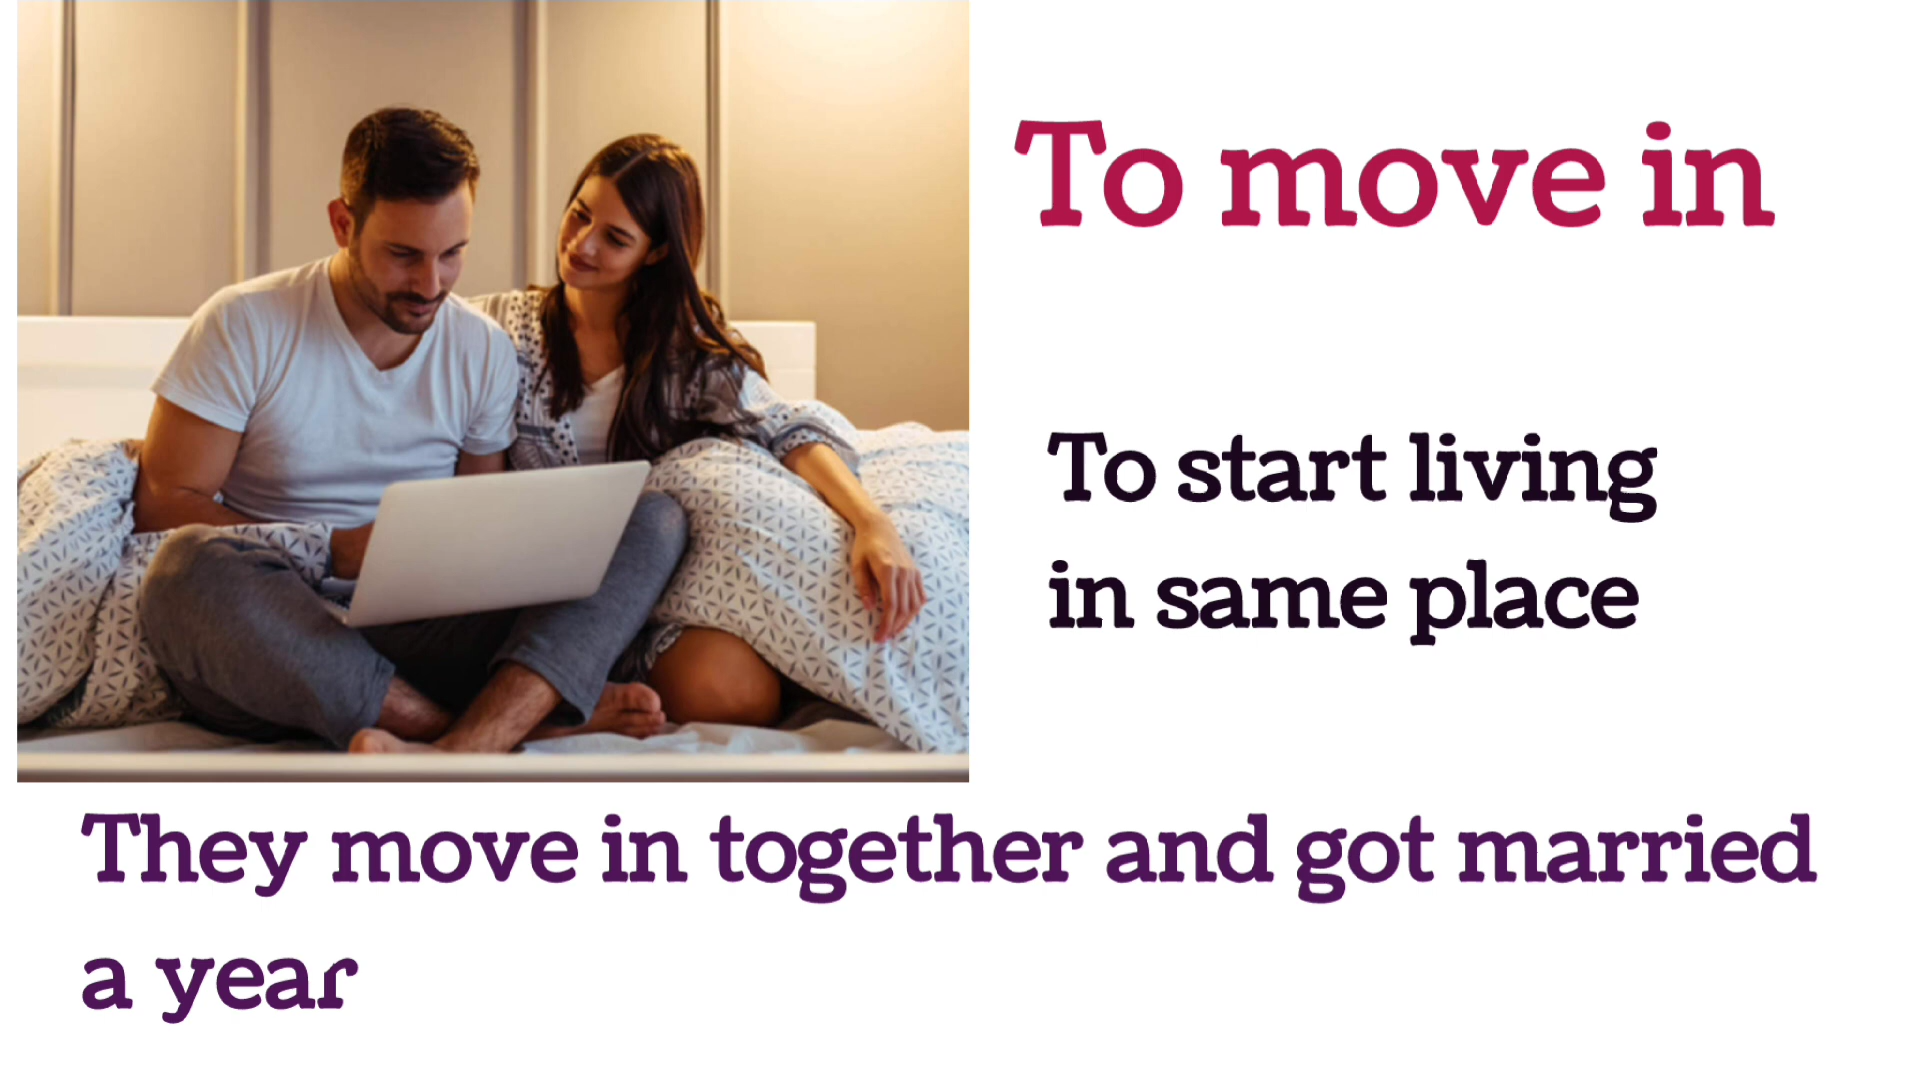 To move in
To start living
in same place
They move in together and got married
a year